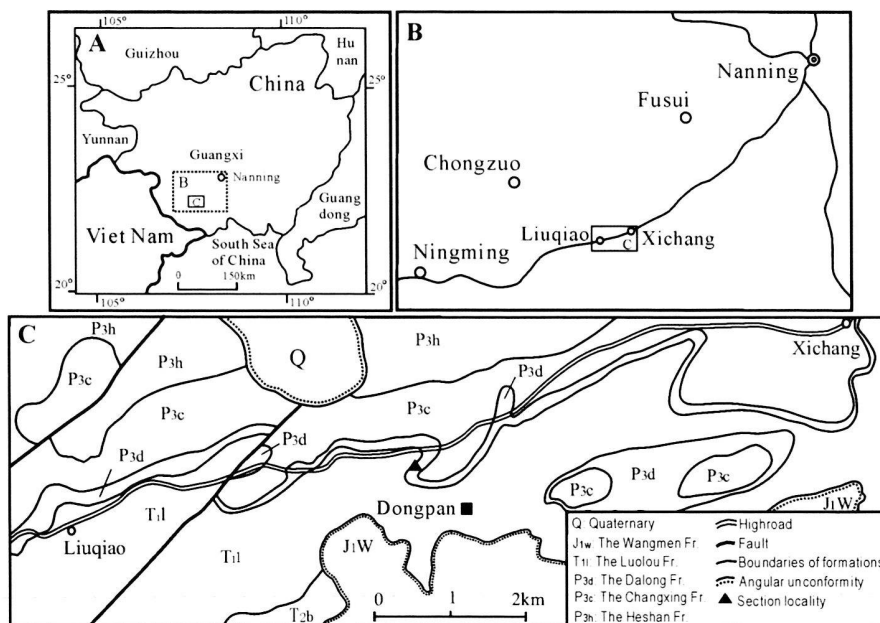 105°
110°
A
Guizhou
Hu
nan
25°
25°
China
Yunnan
Guangxi
B
Nanning
C
Guang
dong
Viet Nam
South Sea
of China
0 150km
20°
20°
105°
110°
B
Nanning
Fusui
Chongzuo
Liuqiao
C
Xichang
Ningming
C
P3h
P3h
P3c
Q
P3h
P3d
Xichang
P3c
P3c
P3d
P3d
P3c
P3d
P3c
T1l
Dongpan
J1W
Liuqiao
T1l
J1W
T2b
0 1 2km
Q: Quaternary
J1w: The Wangmen Fr.
T1l: The Luolou Fr.
P3d: The Dalong Fr.
P3c: The Changxing Fr.
P3h: The Heshan Fr.
Highroad
Fault
Boundaries of formations
Angular unconformity
Section locality